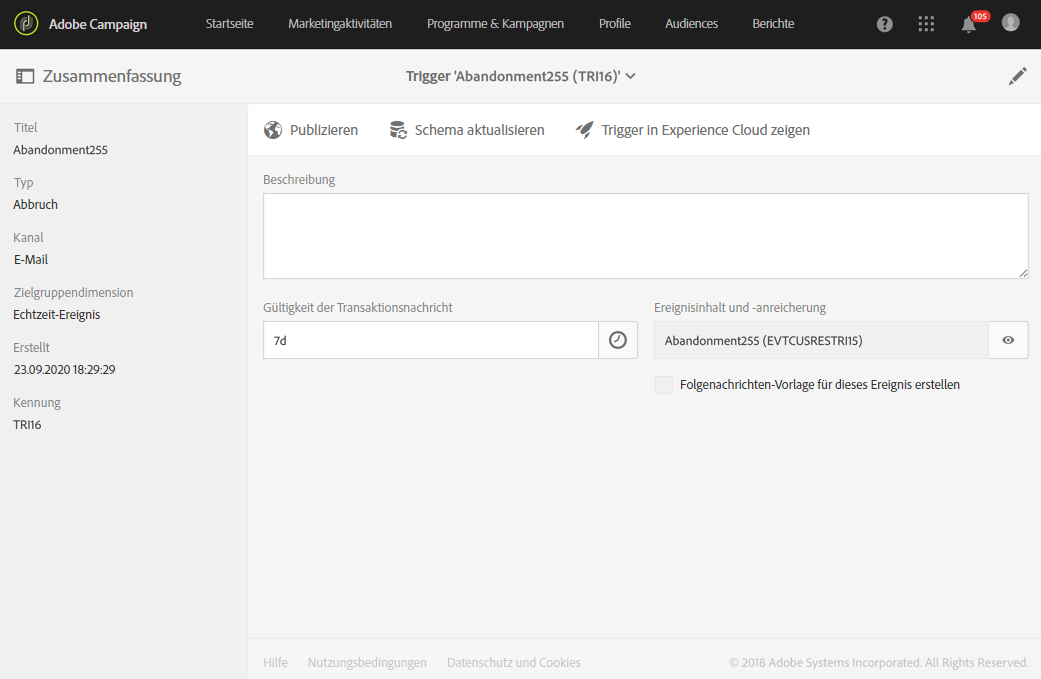 Adobe Campaign Startseite Marketingaktivitäten Programme & Kampagnen Profile Audiences Berichte 105
Zusammenfassung Trigger 'Abandonment255 (TRI16)'
Titel
Abandonment255
Typ
Abbruch
Kanal
E-Mail
Zielgruppendimension
Echtzeit-Ereignis
Erstellt
23.09.2020 18:29:29
Kennung
TRI16
Publizieren Schema aktualisieren Trigger in Experience Cloud zeigen
Beschreibung
Gültigkeit der Transaktionsnachricht
7d
Ereignisinhalt und -anreicherung
Abandonment255 (EVTCUSRESTRI15)
Folgenachrichten-Vorlage für dieses Ereignis erstellen
Hilfe Nutzungsbedingungen Datenschutz und Cookies © 2018 Adobe Systems Incorporated. All Rights Reserved.